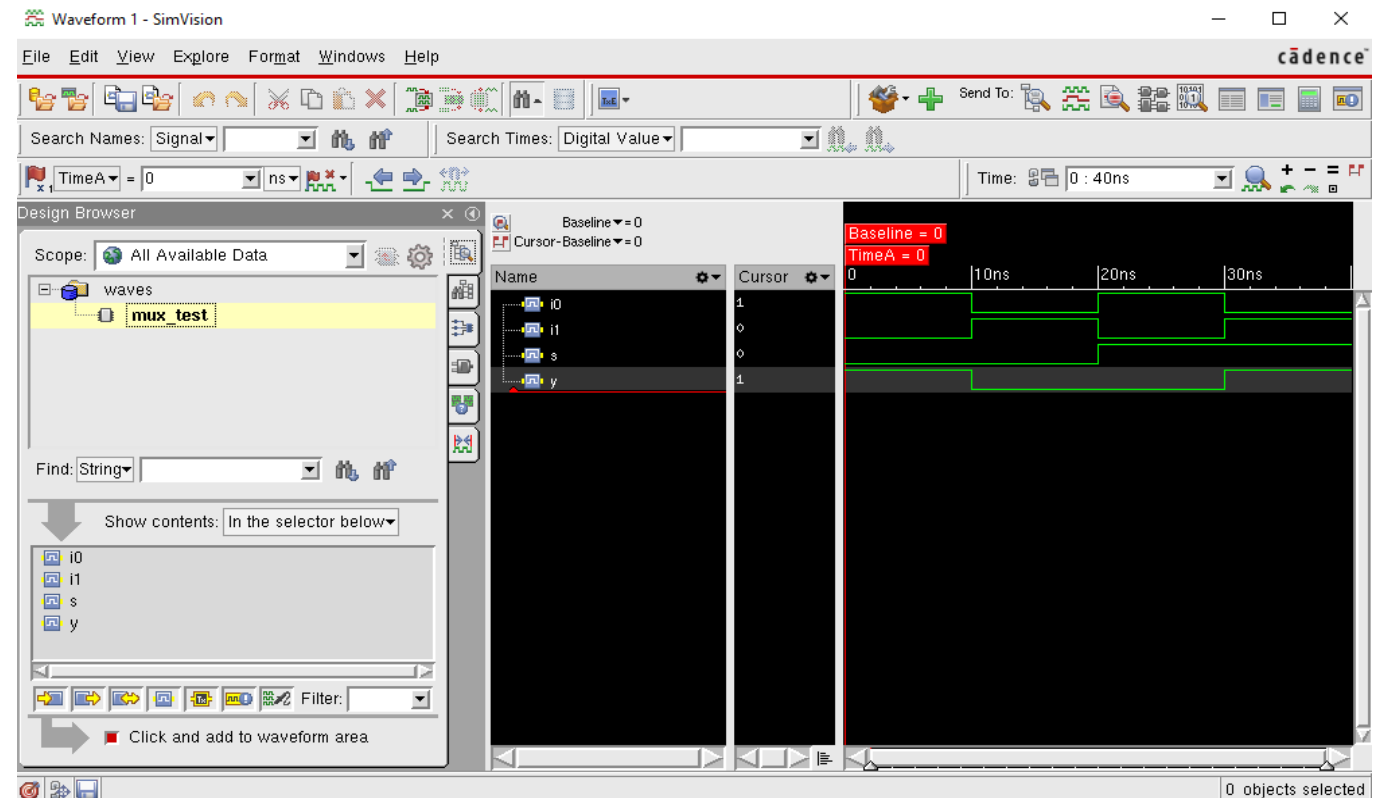 Waveform 1 - SimVision
File Edit View Explore Format Windows Help
cādence
Send To:
Search Names: Signal
Search Times: Digital Value
TimeA = 0 ns
Time: 0 : 40ns
Design Browser
Baseline = 0
Cursor-Baseline = 0
Scope: All Available Data
waves
mux_test
Find: String
Show contents: In the selector below
i0
i1
s
y
Filter:
Click and add to waveform area
Name Cursor
i0 1
i1 0
s 0
y 1
Baseline = 0
TimeA = 0
0 10ns 20ns 30ns
0 objects selected